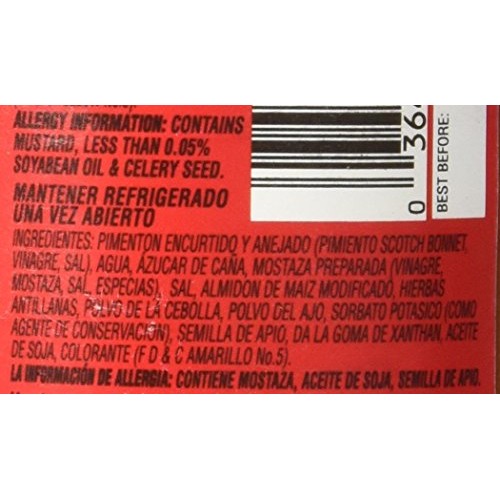 ALLERGY INFORMATION: CONTAINS
MUSTARD, LESS THAN 0.05%
SOYABEAN OIL & CELERY SEED.
MANTENER REFRIGERADO
UNA VEZ ABIERTO
INGREDIENTES: PIMENTON ENCURTIDO Y ANEJADO (PIMIENTO SCOTCH BONNET,
VINAGRE, SAL), AGUA, ÁZUCAR DE CAÑA, MOSTAZA PREPARADA (VINAGRE,
MOSTAZA, SAL, ESPECIAS), SAL, ALMIDON DE MAIZ MODIFICADO, HIERBAS
ANTILLANAS, POLVO DE LA CEBOLLA, POLVO DEL AJO, SORBATO POTASICO (COMO
AGENTE DE CONSERVACION), SEMILLA DE APIO, DA LA GOMA DE XANTHAN, ACEITE
DE SOJA, COLORANTE (F D & C AMARILLO No.5).
LA INFORMACIÓN DE ALLERGIA: CONTIENE MOSTAZA, ACEITE DE SOJA, SEMILLA DE APIO.
0 364
BEST BEFORE: